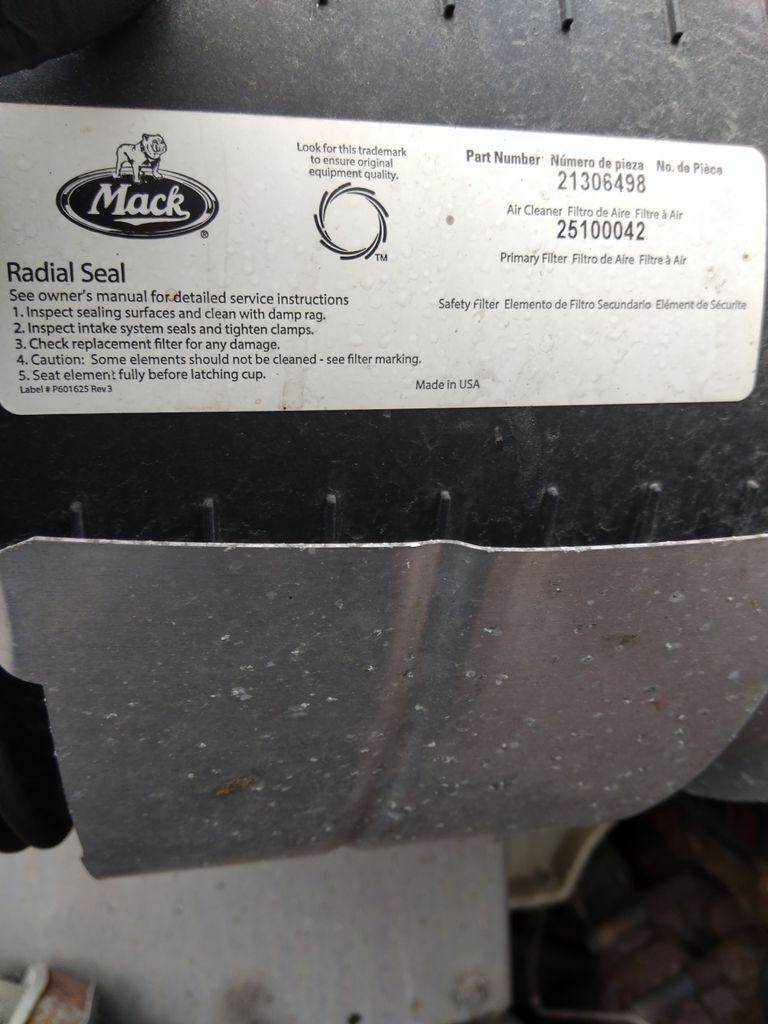 Mack
®
Radial Seal
See owner's manual for detailed service instructions
1. Inspect sealing surfaces and clean with damp rag.
2. Inspect intake system seals and tighten clamps.
3. Check replacement filter for any damage.
4. Caution: Some elements should not be cleaned - see filter marking.
5. Seat element fully before latching cup.
Label # P601625 Rev3
Look for this trademark
to ensure original
equipment quality.
TM
Part Number Número de pieza No. de Pièce
21306498
Air Cleaner Filtro de Aire Filtre à Air
25100042
Primary Filter Filtro de Aire Filtre à Air
Safety Filter Elemento de Filtro Secundario Elément de Sécurite
Made in USA